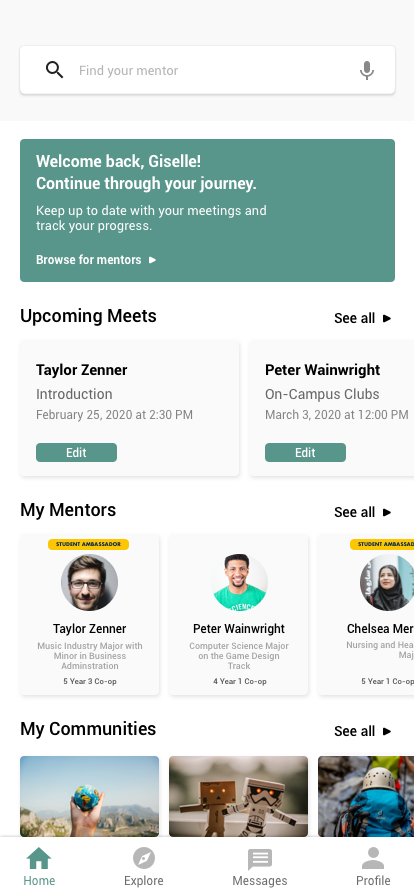 Find your mentor
Welcome back, Giselle!
Continue through your journey.
Keep up to date with your meetings and
track your progress.
Browse for mentors
Upcoming Meets
See all
Taylor Zenner
Introduction
February 25, 2020 at 2:30 PM
Edit
Peter Wainwright
On-Campus Clubs
March 3, 2020 at 12:00 PM
Edit
My Mentors
See all
STUDENT AMBASSADOR
Taylor Zenner
Music Industry Major with
Minor in Business
Adminstration
5 Year 3 Co-op
Peter Wainwright
Computer Science Major
on the Game Design
Track
4 Year 1 Co-op
STUDENT AMBASSAD
Chelsea Mer
Nursing and Hea
Maj
5 Year 1 Co-op
My Communities
See all
Home
Explore
Messages
Profile